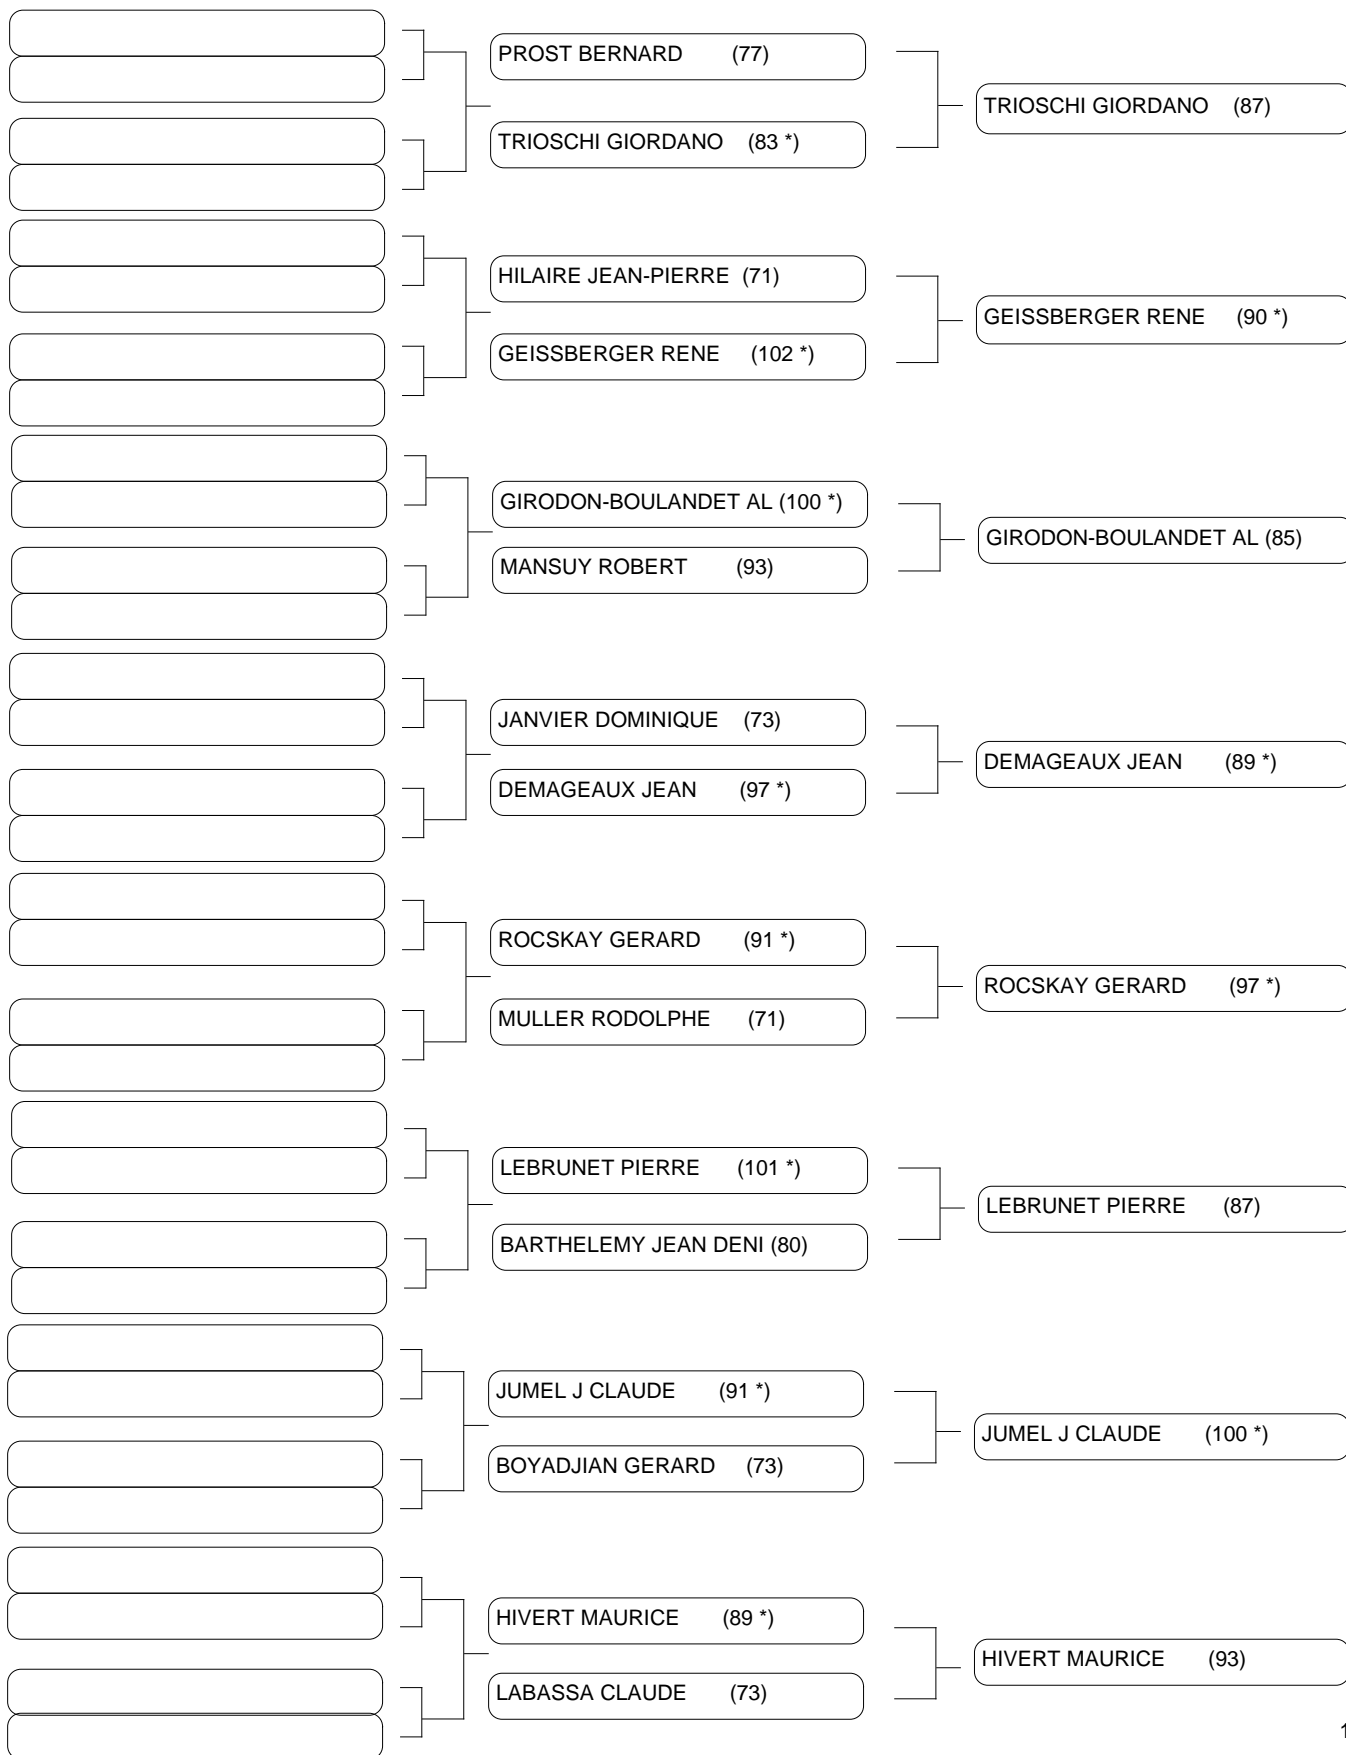 PROST BERNARD (77)
TRIOSCHI GIORDANO (83 *)
TRIOSCHI GIORDANO (87)
HILAIRE JEAN-PIERRE (71)
GEISSBERGER RENE (102 *)
GEISSBERGER RENE (90 *)
GIRODON-BOULANDET AL (100 *)
MANSUY ROBERT (93)
GIRODON-BOULANDET AL (85)
JANVIER DOMINIQUE (73)
DEMAGEAUX JEAN (97 *)
DEMAGEAUX JEAN (89 *)
ROCSKAY GERARD (91 *)
MULLER RODOLPHE (71)
ROCSKAY GERARD (97 *)
LEBRUNET PIERRE (101 *)
BARTHELEMY JEAN DENI (80)
LEBRUNET PIERRE (87)
JUMEL J CLAUDE (91 *)
BOYADJIAN GERARD (73)
JUMEL J CLAUDE (100 *)
HIVERT MAURICE (89 *)
LABASSA CLAUDE (73)
HIVERT MAURICE (93)
1